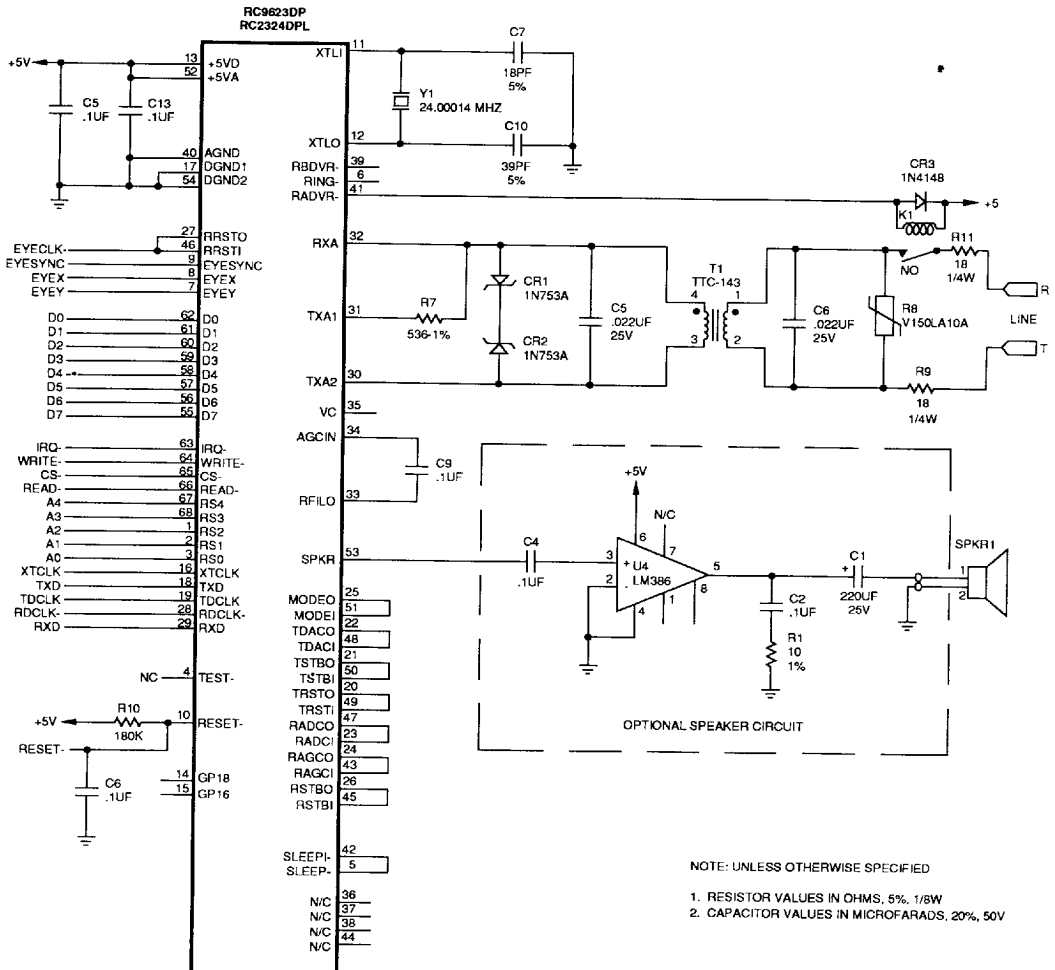 RC9623DP
RC2324DPL
+5V
13
+5VD
52
+5VA
C5
.1UF
C13
.1UF
40
AGND
17
DGND1
54
DGND2
27
RRSTO
EYECLK-
46
RRSTI
EYESYNC
9
EYESYNC
EYEX
8
EYEX
EYEY
7
EYEY
D0
62
D0
D1
61
D1
D2
60
D2
D3
59
D3
D4
58
D4
D5
57
D5
D6
56
D6
D7
55
D7
IRQ-
63
IRQ-
WRITE-
64
WRITE-
CS-
65
CS-
READ-
66
READ-
A4
67
RS4
A3
68
RS3
A2
1
RS2
A1
2
RS1
A0
3
RS0
XTCLK
16
XTCLK
TXD
18
TXD
TDCLK
19
TDCLK
RDCLK-
28
RDCLK-
RXD
29
RXD
NC
4
TEST-
+5V
R10
180K
10
RESET-
RESET-
C6
.1UF
14
GP18
15
GP16
XTLI
11
C7
18PF
5%
Y1
24.00014 MHZ
XTLO
12
C10
39PF
5%
RBDVR-
39
RING-
6
RADVR-
41
CR3
1N4148
K1
+5
RXA
32
TXA1
31
R7
536-1%
CR1
1N753A
CR2
1N753A
C5
.022UF
25V
T1
TTC-143
4
1
3
2
C6
.022UF
25V
NO
R11
18
1/4W
R8
V150LA10A
R
LINE
T
R9
18
1/4W
TXA2
30
VC
35
AGCIN
34
C9
.1UF
RFILO
33
SPKR
53
C4
.1UF
+5V
6
N/C
7
3
+
U4
LM386
2
-
4
1
8
5
C2
.1UF
R1
10
1%
+
C1
220UF
25V
SPKR1
1
2
OPTIONAL SPEAKER CIRCUIT
MODEO
25
MODEI
51
TDACO
22
TDACI
48
TSTBO
21
TSTBI
50
TRSTO
20
TRSTI
49
RADCO
47
RADCI
23
RAGCO
24
RAGCI
43
RSTBO
26
RSTBI
45
SLEEPI-
42
SLEEP-
5
N/C
36
N/C
37
N/C
38
N/C
44
NOTE: UNLESS OTHERWISE SPECIFIED
1. RESISTOR VALUES IN OHMS, 5%, 1/8W
2. CAPACITOR VALUES IN MICROFARADS, 20%, 50V